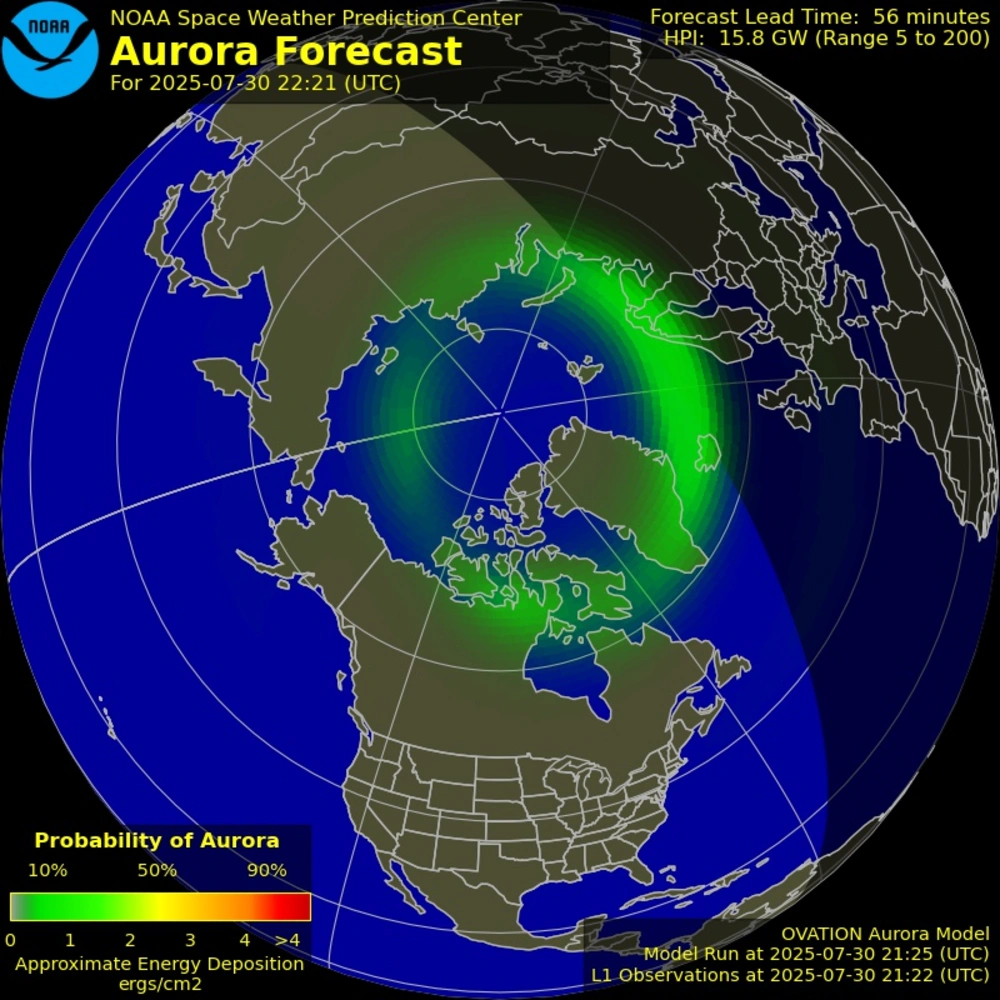 NOAA
NOAA Space Weather Prediction Center
Aurora Forecast
For 2025-07-30 22:21 (UTC)
Forecast Lead Time: 56 minutes
HPI: 15.8 GW (Range 5 to 200)
Probability of Aurora
10% 50% 90%
0 1 2 3 4 >4
Approximate Energy Deposition
ergs/cm2
OVATION Aurora Model
Model Run at 2025-07-30 21:25 (UTC)
L1 Observations at 2025-07-30 21:22 (UTC)